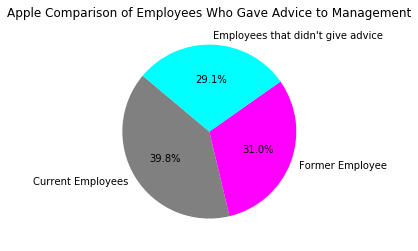 Apple Comparison of Employees Who Gave Advice to Management
Employees that didn't give advice
29.1%
39.8%
31.0%
Former Employee
Current Employees